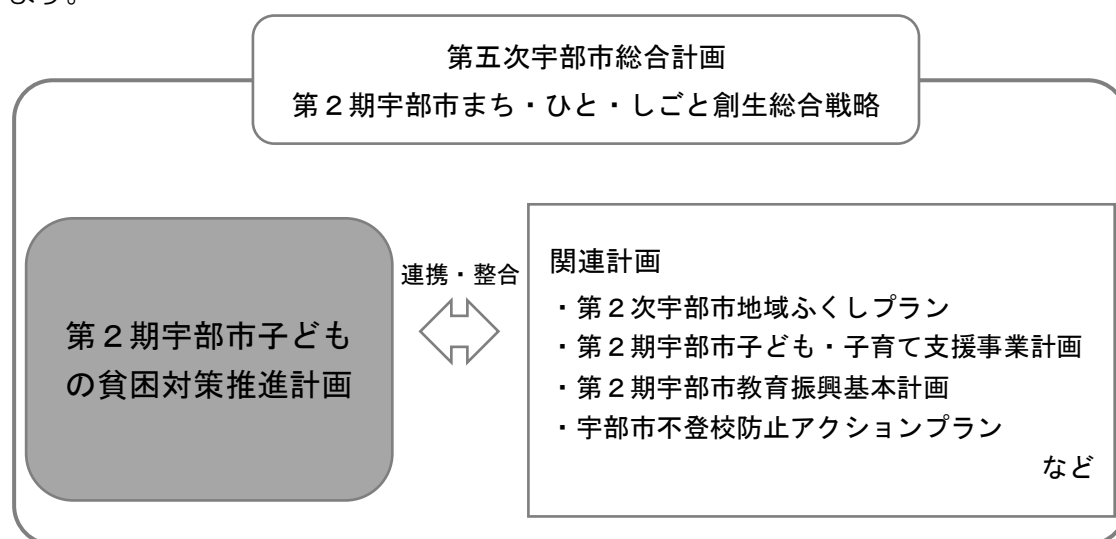 ます。
第五次宇部市総合計画
第２期宇部市まち・ひと・しごと創生総合戦略
第２期宇部市子ども
の貧困対策推進計画
連携・整合
関連計画
・第２次宇部市地域ふくしプラン
・第２期宇部市子ども・子育て支援事業計画
・第２期宇部市教育振興基本計画
・宇部市不登校防止アクションプラン
など